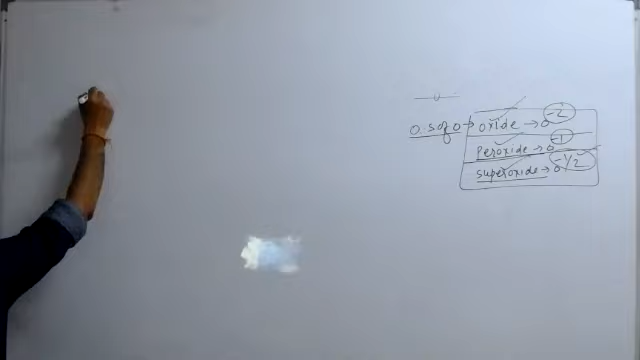 O.S of O → oxide → O -2
Peroxide → O -1
superoxide → O -1/2